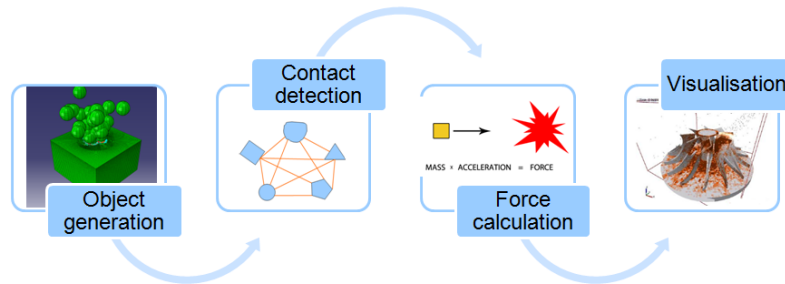 Object
generation
Contact
detection
MASS × ACCELERATION = FORCE
Force
calculation
Visualisation